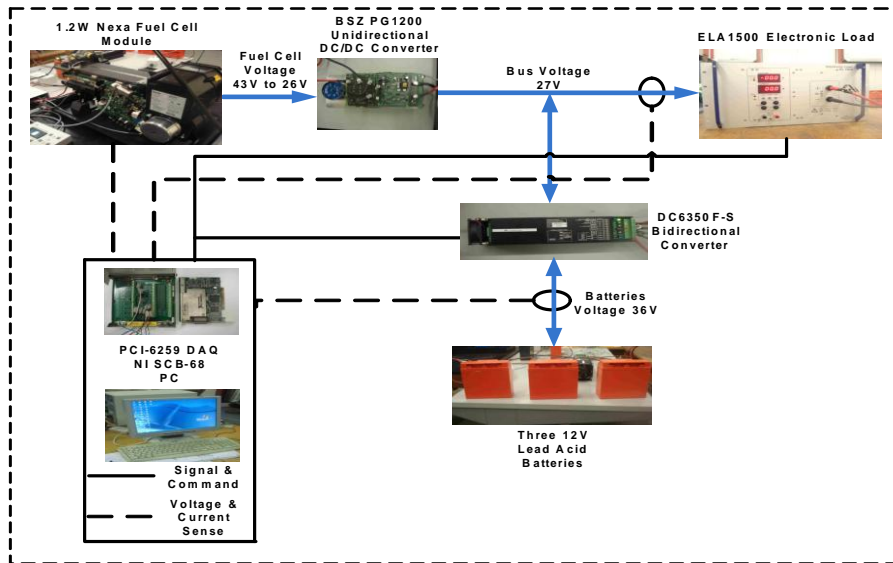 1.2W Nexa Fuel Cell
Module
Fuel Cell
Voltage
43V to 26V
BSZ PG1200
Unidirectional
DC/DC Converter
Bus Voltage
27V
ELA1500 Electronic Load
DC6350F-S
Bidirectional
Converter
Batteries
Voltage 36V
PCI-6259 DAQ
NI SCB-68
PC
Three 12V
Lead Acid
Batteries
Signal &
Command
Voltage &
Current
Sense